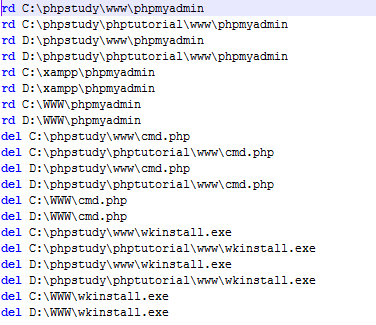 rd C:\phpstudy\www\phpmyadmin
rd C:\phpstudy\phptutorial\www\phpmyadmin
rd D:\phpstudy\www\phpmyadmin
rd D:\phpstudy\phptutorial\www\phpmyadmin
rd C:\xampp\phpmyadmin
rd D:\xampp\phpmyadmin
rd C:\WWW\phpmyadmin
rd D:\WWW\phpmyadmin
del C:\phpstudy\www\cmd.php
del C:\phpstudy\phptutorial\www\cmd.php
del D:\phpstudy\www\cmd.php
del D:\phpstudy\phptutorial\www\cmd.php
del C:\WWW\cmd.php
del D:\WWW\cmd.php
del C:\phpstudy\www\wkinstall.exe
del C:\phpstudy\phptutorial\www\wkinstall.exe
del D:\phpstudy\www\wkinstall.exe
del D:\phpstudy\phptutorial\www\wkinstall.exe
del C:\WWW\wkinstall.exe
del D:\WWW\wkinstall.exe